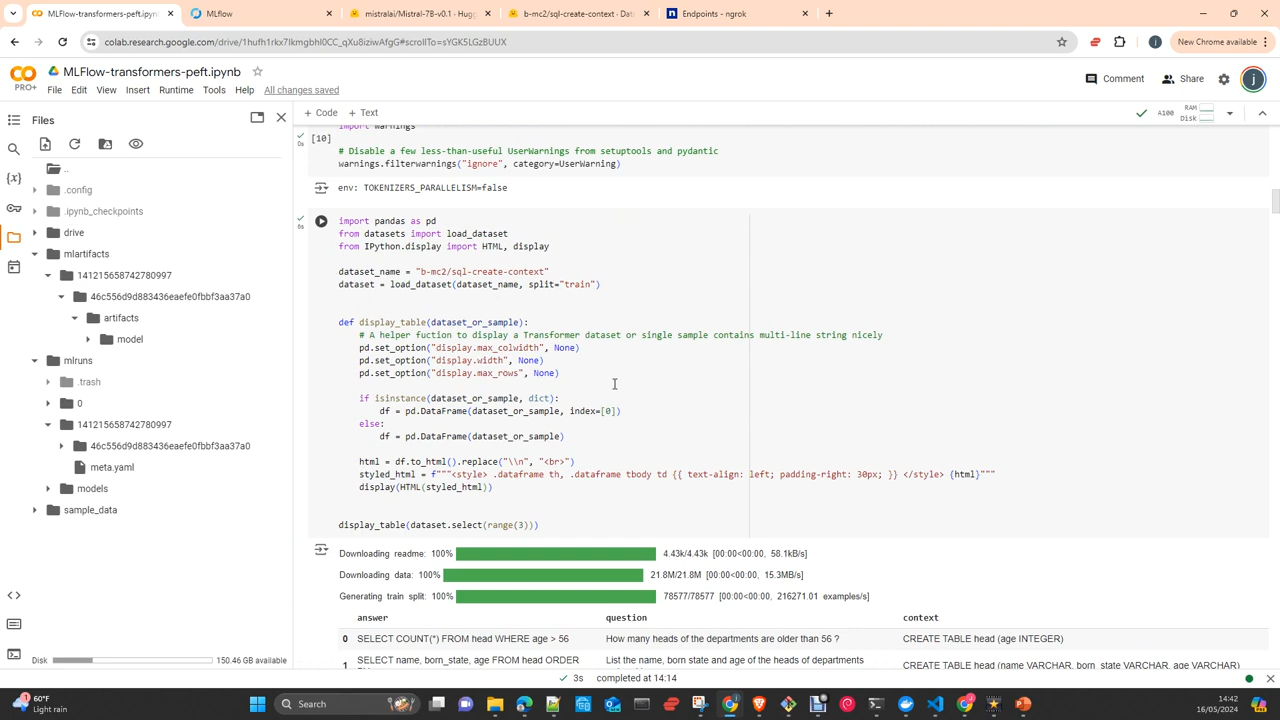 MLFlow-transformers-peft.ipynb
MLflow
mistralai/Mistral-7B-v0.1 - Hugg
b-mc2/sql-create-context - Data
Endpoints - ngrok
colab.research.google.com/drive/1hufh1rkx7lkmgbhl0CC_qXu8iziwAfgG#scrollTo=sYGK5LGzBUUX
New Chrome available
MLFlow-transformers-peft.ipynb
PRO+
File Edit View Insert Runtime Tools Help All changes saved
Comment
Share
j
Files
+ Code + Text
A100
RAM
Disk
..
.config
.ipynb_checkpoints
drive
mlartifacts
141215658742780997
46c556d9d883436eaefe0fbbf3aa37a0
artifacts
model
mlruns
.trash
0
141215658742780997
46c556d9d883436eaefe0fbbf3aa37a0
meta.yaml
models
sample_data
Disk
150.46 GB available
[10]
0s
import warnings
# Disable a few less-than-useful UserWarnings from setuptools and pydantic
warnings.filterwarnings("ignore", category=UserWarning)
env: TOKENIZERS_PARALLELISM=false
import pandas as pd
from datasets import load_dataset
from IPython.display import HTML, display
dataset_name = "b-mc2/sql-create-context"
dataset = load_dataset(dataset_name, split="train")
def display_table(dataset_or_sample):
# A helper fuction to display a Transformer dataset or single sample contains multi-line string nicely
pd.set_option("display.max_colwidth", None)
pd.set_option("display.width", None)
pd.set_option("display.max_rows", None)
if isinstance(dataset_or_sample, dict):
df = pd.DataFrame(dataset_or_sample, index=[0])
else:
df = pd.DataFrame(dataset_or_sample)
html = df.to_html().replace("\\n", "<br>")
styled_html = f"""<style> .dataframe th, .dataframe tbody td {{ text-align: left; padding-right: 30px; }} </style> {html}"""
display(HTML(styled_html))
display_table(dataset.select(range(3)))
Downloading readme: 100% 4.43k/4.43k [00:00<00:00, 58.1kB/s]
Downloading data: 100% 21.8M/21.8M [00:00<00:00, 15.3MB/s]
Generating train split: 100% 78577/78577 [00:00<00:00, 216271.01 examples/s]
answer question context
0 SELECT COUNT(*) FROM head WHERE age > 56 How many heads of the departments are older than 56 ? CREATE TABLE head (age INTEGER)
1 SELECT name, born_state, age FROM head ORDER List the name, born state and age of the heads of departments CREATE TABLE head (name VARCHAR, born_state VARCHAR, age VARCHAR)
3s completed at 14:14
60°F
Light rain
Search
14:42
16/05/2024